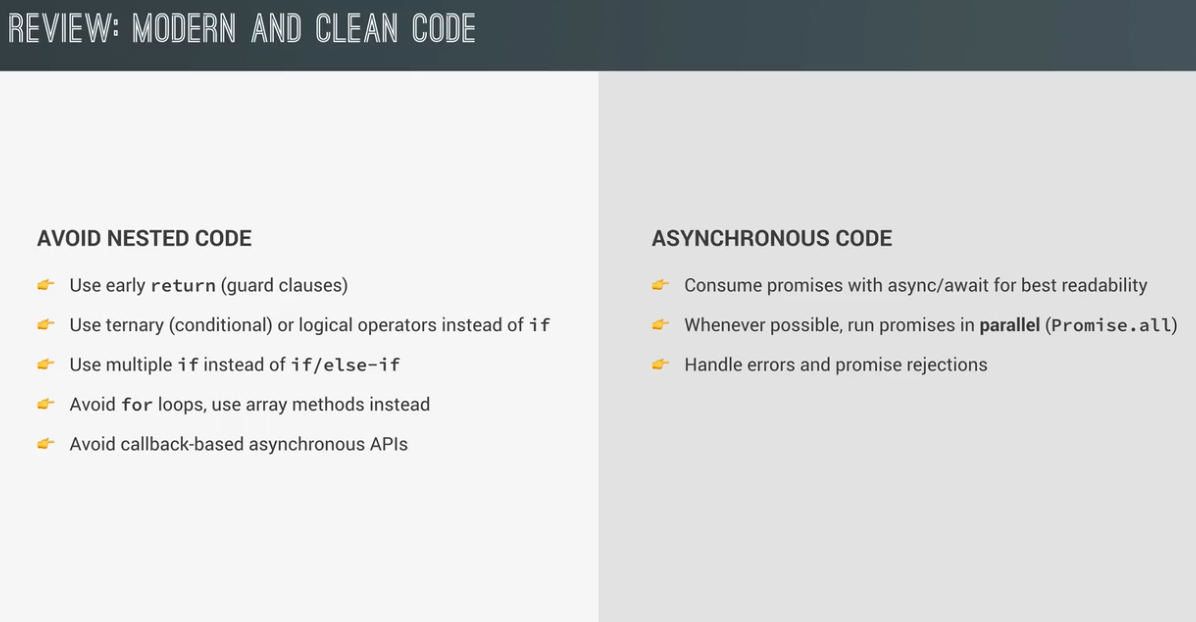 REVIEW: MODERN AND CLEAN CODE
AVOID NESTED CODE
👉 Use early return (guard clauses)
👉 Use ternary (conditional) or logical operators instead of if
👉 Use multiple if instead of if/else-if
👉 Avoid for loops, use array methods instead
👉 Avoid callback-based asynchronous APIs
ASYNCHRONOUS CODE
👉 Consume promises with async/await for best readability
👉 Whenever possible, run promises in parallel (Promise.all)
👉 Handle errors and promise rejections